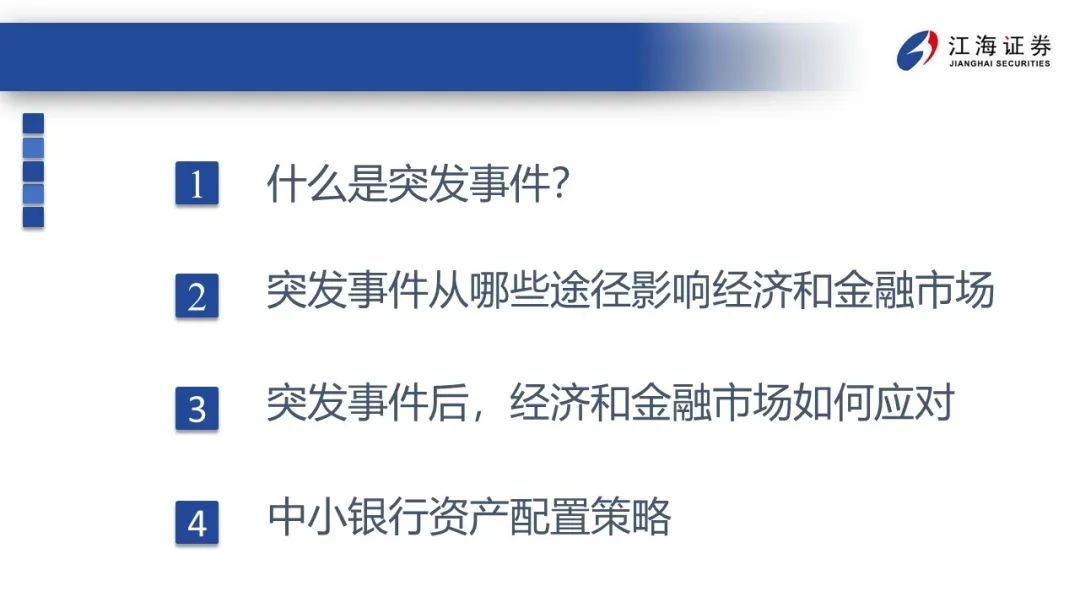 江海证券
JIANGHAI SECURITIES
1 什么是突发事件？
2 突发事件从哪些途径影响经济和金融市场
3 突发事件后，经济和金融市场如何应对
4 中小银行资产配置策略